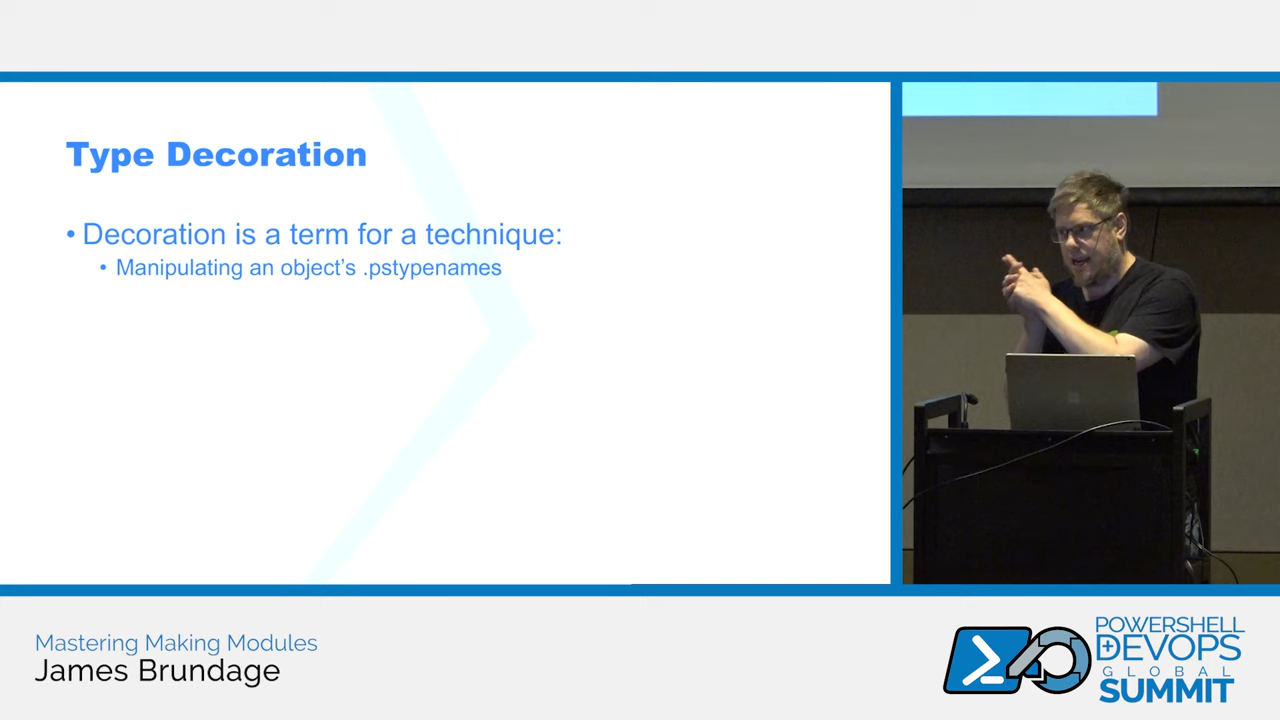 Type Decoration
• Decoration is a term for a technique:
• Manipulating an object's .pstypenames
Mastering Making Modules
James Brundage
POWERSHELL
D+EVOPS
GLOBAL
SUMMIT